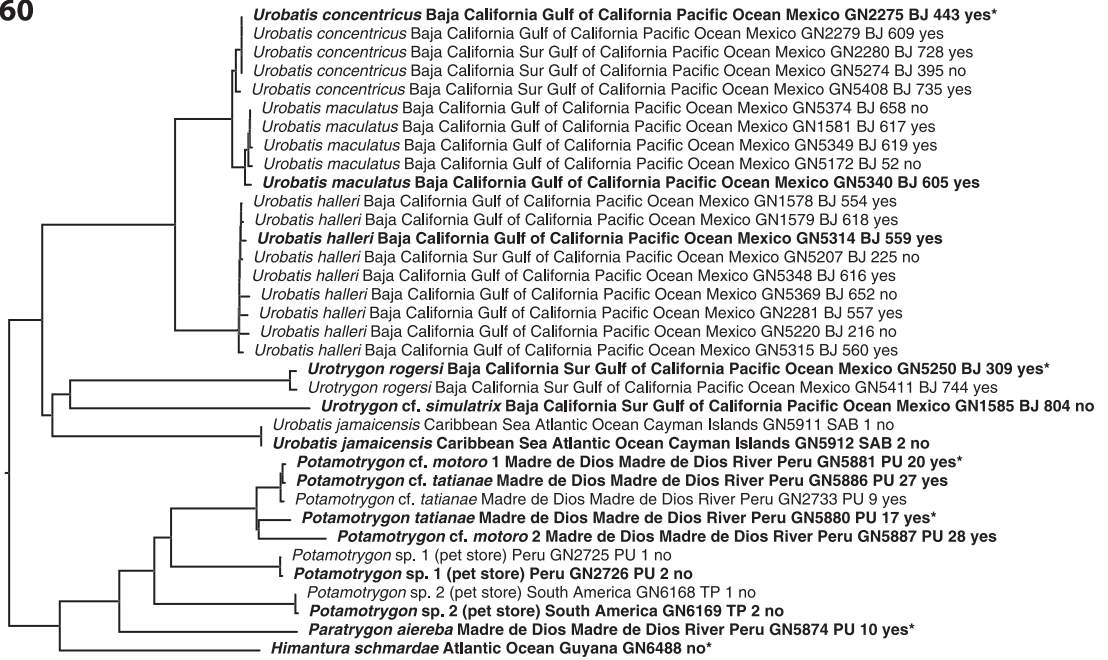 60
Urobatis concentricus Baja California Gulf of California Pacific Ocean Mexico GN2275 BJ 443 yes*
Urobatis concentricus Baja California Gulf of California Pacific Ocean Mexico GN2279 BJ 609 yes
Urobatis concentricus Baja California Sur Gulf of California Pacific Ocean Mexico GN2280 BJ 728 yes
Urobatis concentricus Baja California Sur Gulf of California Pacific Ocean Mexico GN5274 BJ 395 no
Urobatis concentricus Baja California Sur Gulf of California Pacific Ocean Mexico GN5408 BJ 735 yes
Urobatis maculatus Baja California Gulf of California Pacific Ocean Mexico GN5374 BJ 658 no
Urobatis maculatus Baja California Gulf of California Pacific Ocean Mexico GN1581 BJ 617 yes
Urobatis maculatus Baja California Gulf of California Pacific Ocean Mexico GN5349 BJ 619 yes
Urobatis maculatus Baja California Gulf of California Pacific Ocean Mexico GN5172 BJ 52 no
Urobatis maculatus Baja California Gulf of California Pacific Ocean Mexico GN5340 BJ 605 yes
Urobatis halleri Baja California Gulf of California Pacific Ocean Mexico GN1578 BJ 554 yes
Urobatis halleri Baja California Gulf of California Pacific Ocean Mexico GN1579 BJ 618 yes
Urobatis halleri Baja California Gulf of California Pacific Ocean Mexico GN5314 BJ 559 yes
Urobatis halleri Baja California Sur Gulf of California Pacific Ocean Mexico GN5207 BJ 225 no
Urobatis halleri Baja California Gulf of California Pacific Ocean Mexico GN5348 BJ 616 yes
Urobatis halleri Baja California Gulf of California Pacific Ocean Mexico GN5369 BJ 652 no
Urobatis halleri Baja California Gulf of California Pacific Ocean Mexico GN2281 BJ 557 yes
Urobatis halleri Baja California Gulf of California Pacific Ocean Mexico GN5220 BJ 216 no
Urobatis halleri Baja California Gulf of California Pacific Ocean Mexico GN5315 BJ 560 yes
Urotrygon rogersi Baja California Sur Gulf of California Pacific Ocean Mexico GN5250 BJ 309 yes*
Urotrygon rogersi Baja California Sur Gulf of California Pacific Ocean Mexico GN5411 BJ 744 yes
Urotrygon cf. simulatrix Baja California Sur Gulf of California Pacific Ocean Mexico GN1585 BJ 804 no
Urobatis jamaicensis Caribbean Sea Atlantic Ocean Cayman Islands GN5911 SAB 1 no
Urobatis jamaicensis Caribbean Sea Atlantic Ocean Cayman Islands GN5912 SAB 2 no
Potamotrygon cf. motoro 1 Madre de Dios Madre de Dios River Peru GN5881 PU 20 yes*
Potamotrygon cf. tatianae Madre de Dios Madre de Dios River Peru GN5886 PU 27 yes
Potamotrygon cf. tatianae Madre de Dios Madre de Dios River Peru GN2733 PU 9 yes
Potamotrygon tatianae Madre de Dios Madre de Dios River Peru GN5880 PU 17 yes*
Potamotrygon cf. motoro 2 Madre de Dios Madre de Dios River Peru GN5887 PU 28 yes
Potamotrygon sp. 1 (pet store) Peru GN2725 PU 1 no
Potamotrygon sp. 1 (pet store) Peru GN2726 PU 2 no
Potamotrygon sp. 2 (pet store) South America GN6168 TP 1 no
Potamotrygon sp. 2 (pet store) South America GN6169 TP 2 no
Paratrygon aiereba Madre de Dios Madre de Dios River Peru GN5874 PU 10 yes*
Himantura schmardae Atlantic Ocean Guyana GN6488 no*